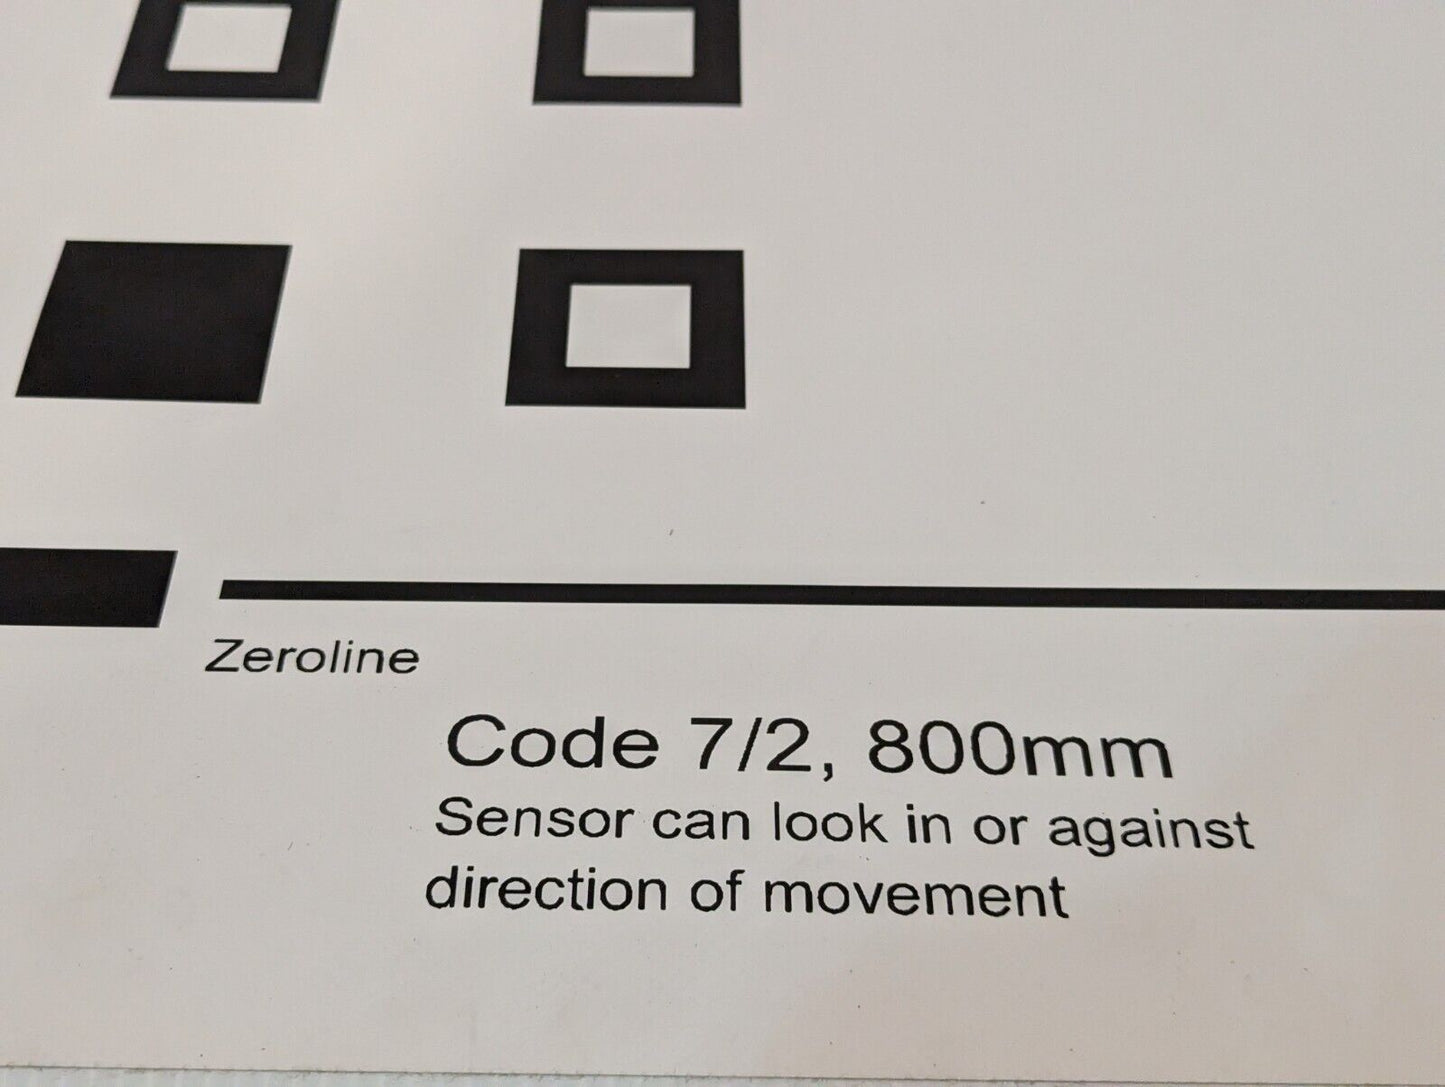 Zeroline
Code 7/2, 800mm
Sensor can look in or against
direction of movement